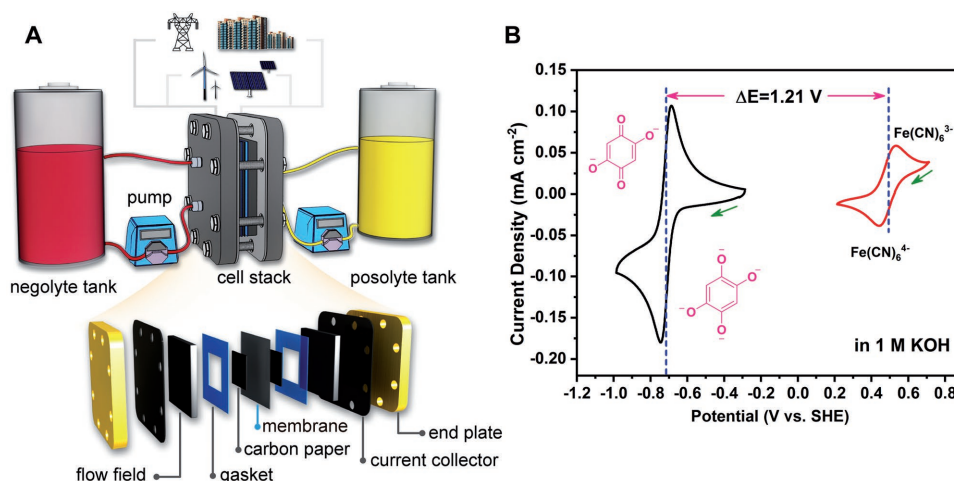 A
pump
negolyte tank
cell stack
posolyte tank
flow field
gasket
carbon paper
membrane
current collector
end plate
B
ΔE=1.21 V
Fe(CN)₆³⁻
Fe(CN)₆⁴⁻
O
O⁻
⁻O
O
⁻O
O⁻
⁻O
O⁻
in 1 M KOH
Current Density (mA cm⁻²)
0.15
0.10
0.05
0.00
-0.05
-0.10
-0.15
-0.20
-1.2 -1.0 -0.8 -0.6 -0.4 -0.2 0.0 0.2 0.4 0.6 0.8
Potential (V vs. SHE)